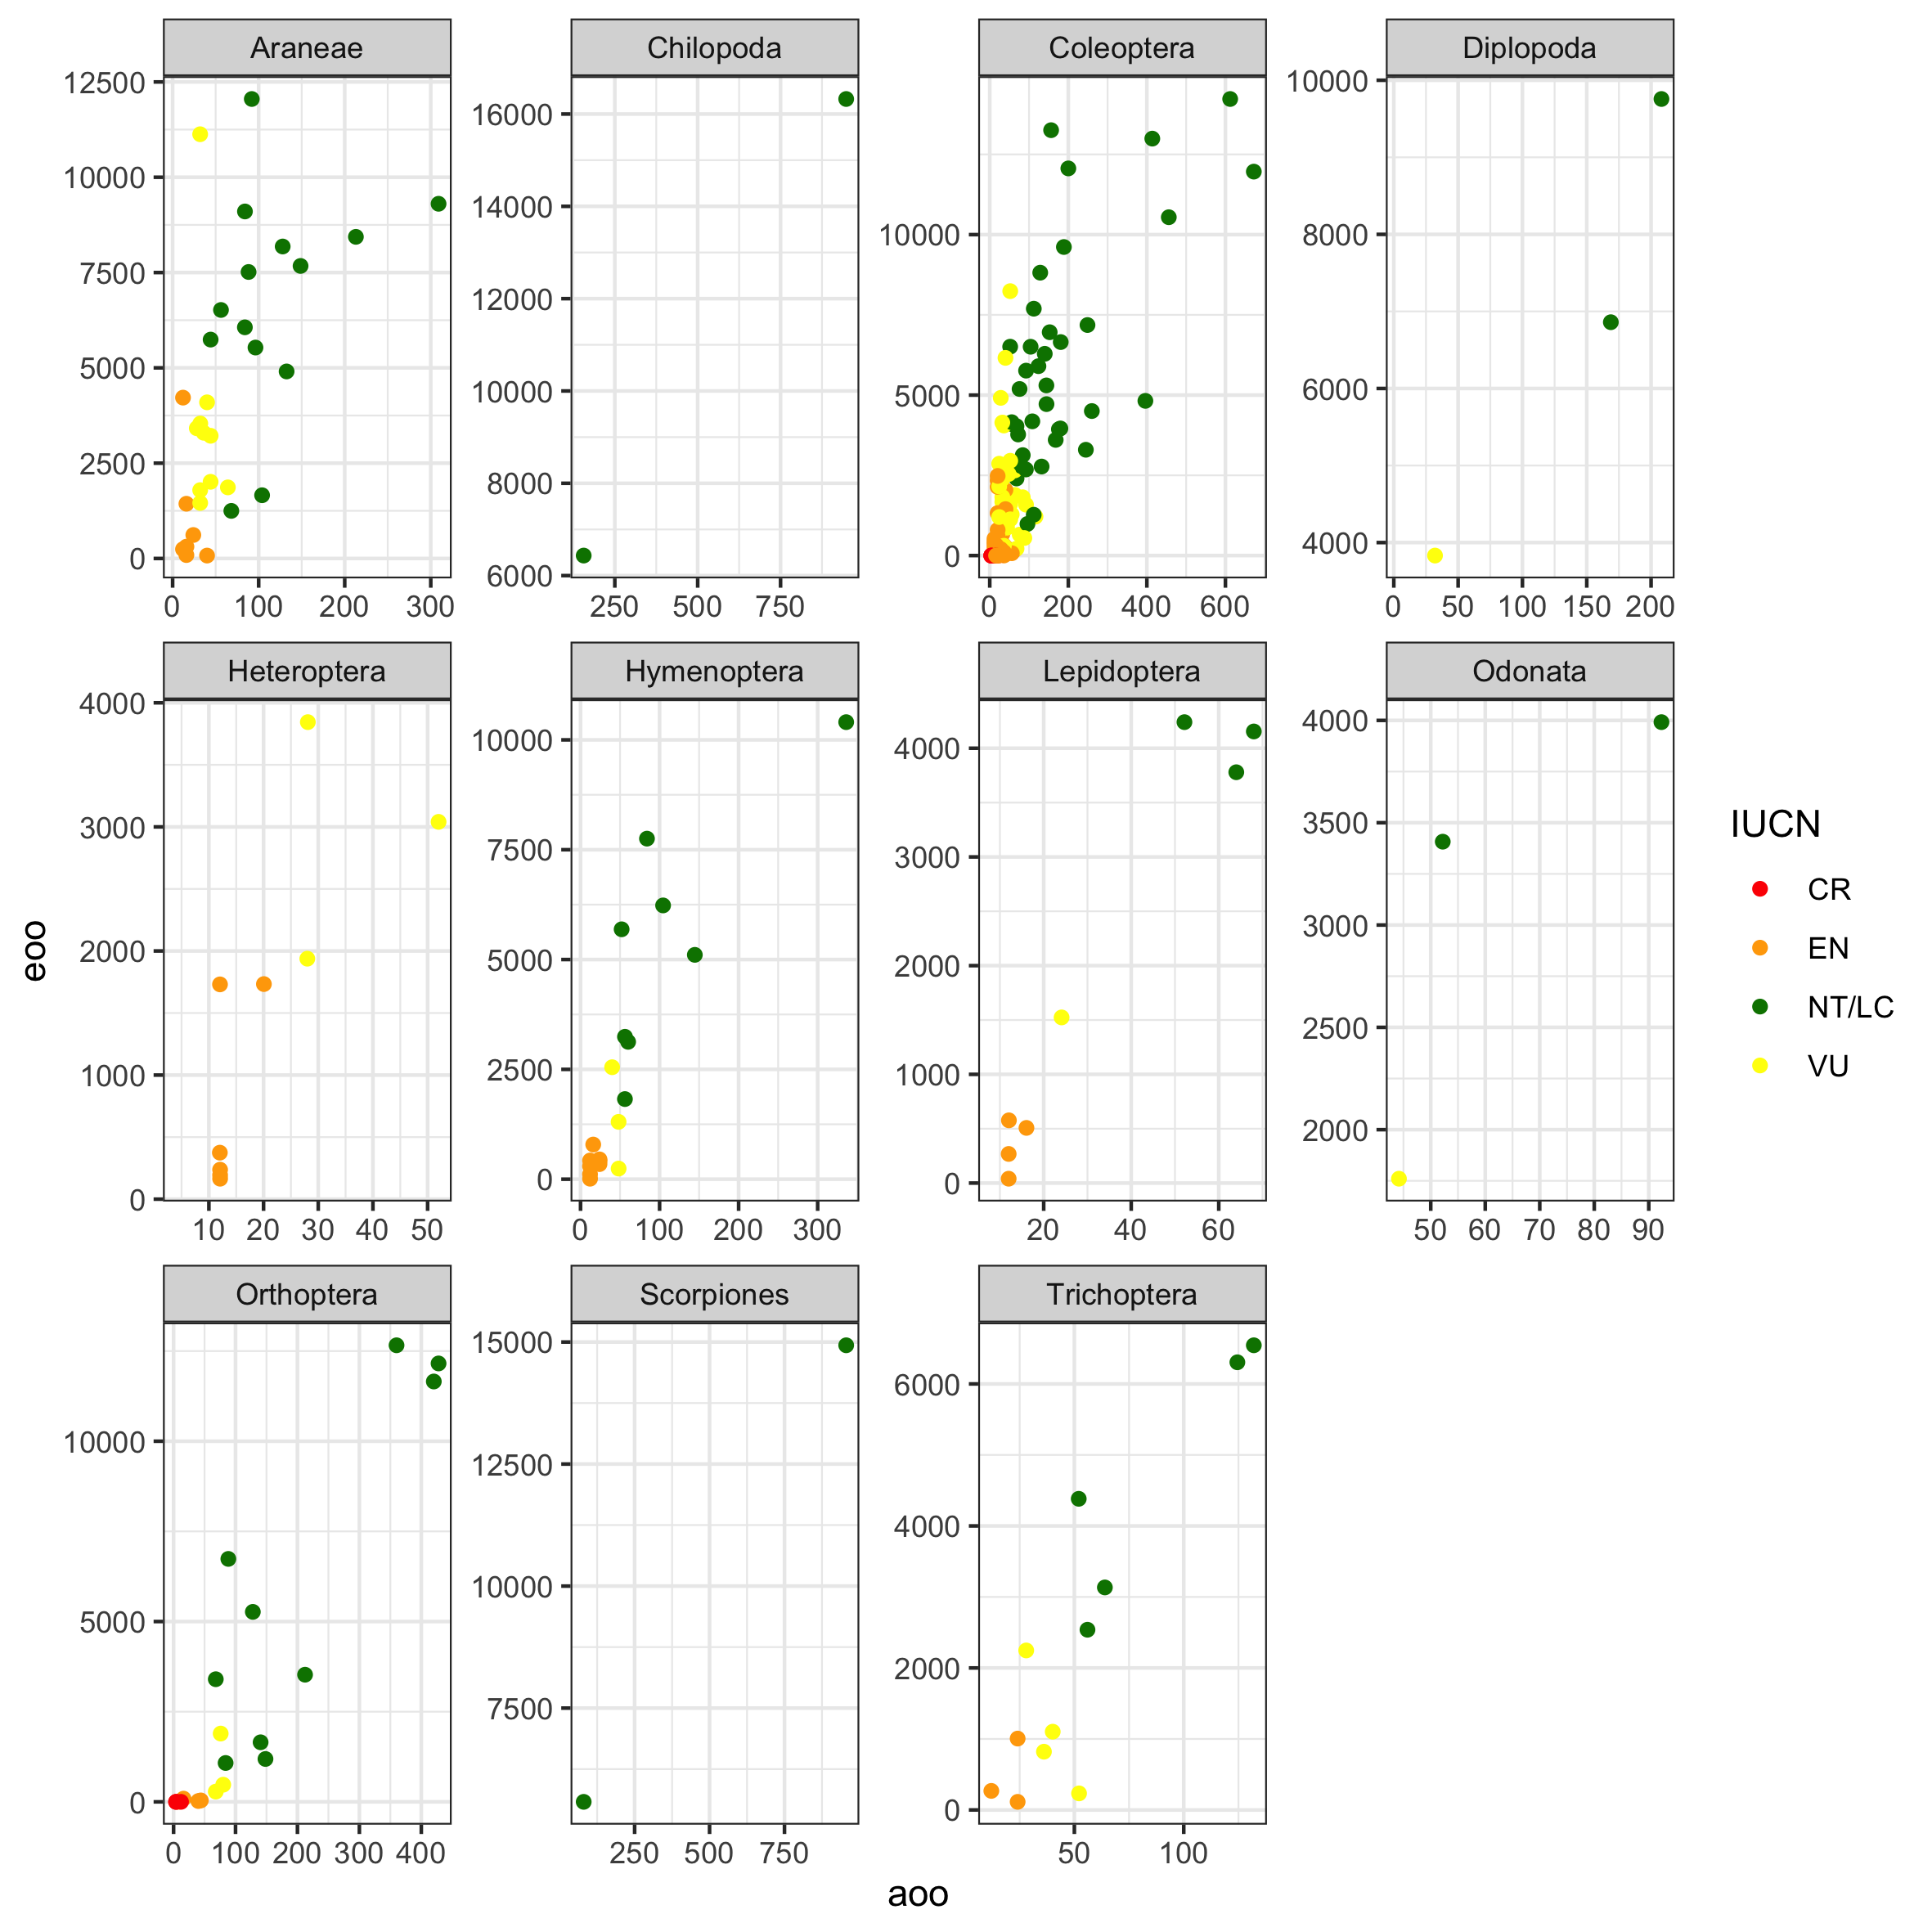 Araneae
Chilopoda
Coleoptera
Diplopoda
12500
10000
7500
5000
2500
0
0 100 200 300
16000
14000
12000
10000
8000
6000
250 500 750
10000
5000
0
0 200 400 600
10000
8000
6000
4000
0 50 100 150 200
Heteroptera
Hymenoptera
Lepidoptera
Odonata
4000
3000
2000
1000
0
10 20 30 40 50
10000
7500
5000
2500
0
0 100 200 300
4000
3000
2000
1000
0
20 40 60
4000
3500
3000
2500
2000
50 60 70 80 90
Orthoptera
Scorpiones
Trichoptera
10000
5000
0
0 100 200 300 400
15000
12500
10000
7500
250 500 750
6000
4000
2000
0
50 100
eoo
aoo
IUCN
CR
EN
NT/LC
VU